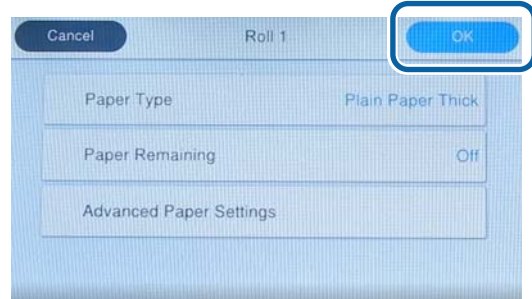 Cancel Roll 1 OK
Paper Type Plain Paper Thick
Paper Remaining Off
Advanced Paper Settings